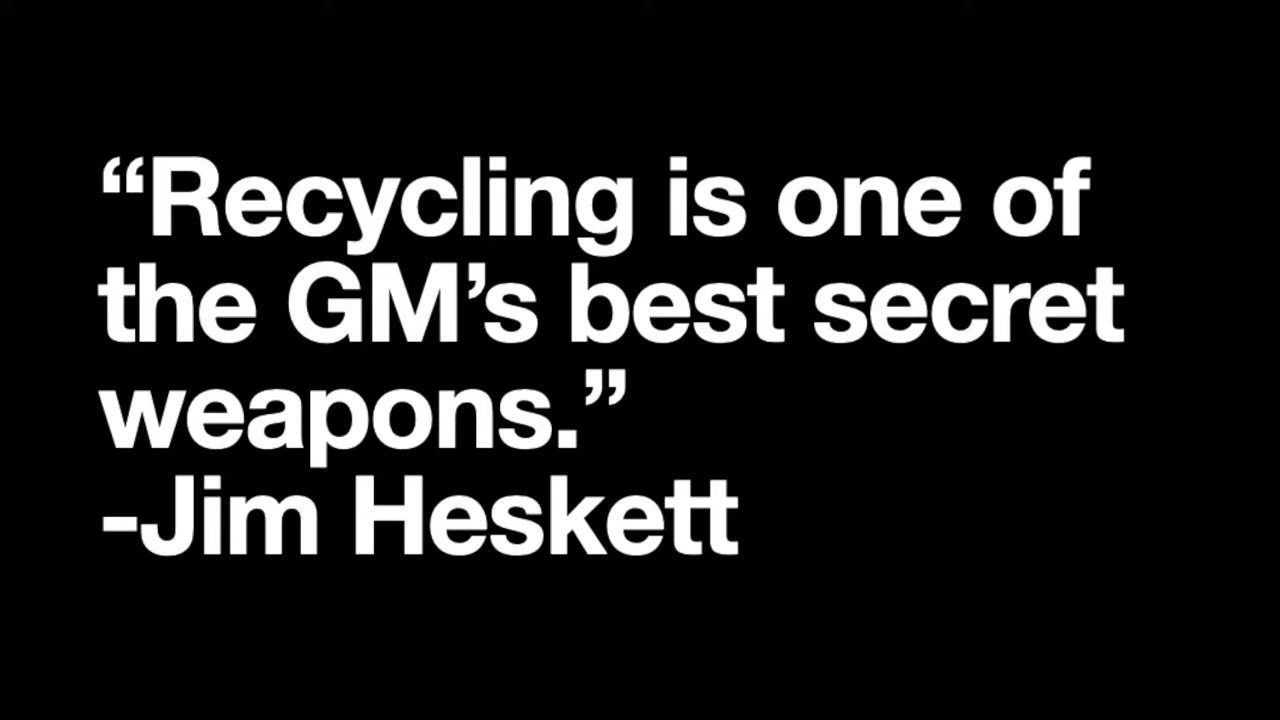 “Recycling is one of
the GM’s best secret
weapons.”
-Jim Heskett